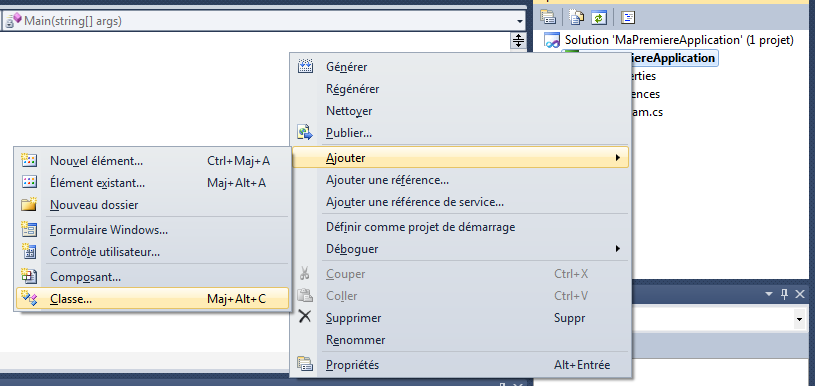 Main(string[] args)
Solution 'MaPremiereApplication' (1 projet)
Générer
Régénérer
Nettoyer
Publier...
Ajouter
Ajouter une référence...
Ajouter une référence de service...
Définir comme projet de démarrage
Déboguer
Couper Ctrl+X
Coller Ctrl+V
Supprimer Suppr
Renommer
Propriétés Alt+Entrée
Nouvel élément... Ctrl+Maj+A
Élément existant... Maj+Alt+A
Nouveau dossier
Formulaire Windows...
Contrôle utilisateur...
Composant...
Classe... Maj+Alt+C
iereApplication
erties
ences
am.cs